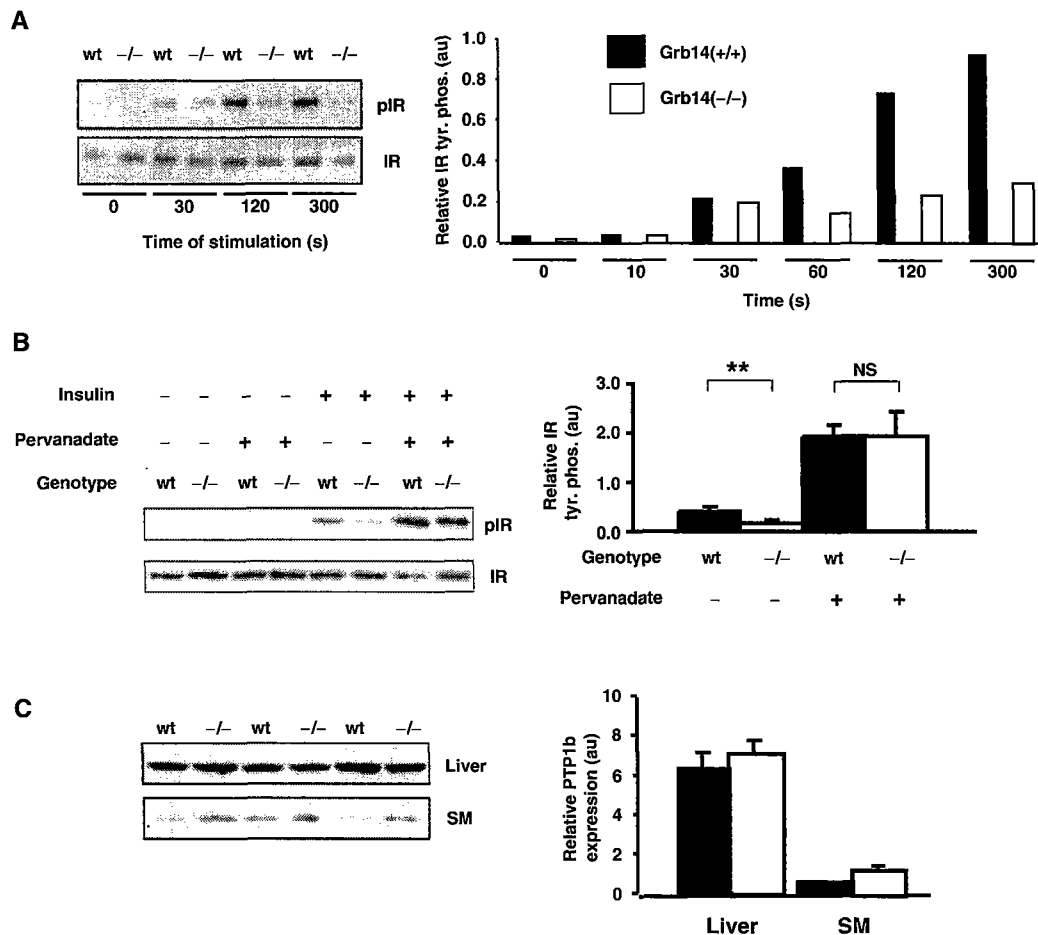 A
wt –/– wt –/– wt –/– wt –/–
pIR
IR
0 30 120 300
Time of stimulation (s)
Relative IR tyr. phos. (au)
1.0
0.8
0.6
0.4
0.2
0.0
Grb14(+/+)
Grb14(–/–)
0 10 30 60 120 300
Time (s)
B
Insulin – – – – + + + +
Pervanadate – – + + – – + +
Genotype wt –/– wt –/– wt –/– wt –/–
pIR
IR
Relative IR
tyr. phos. (au)
3.0
2.0
1.0
0.0
** NS
Genotype wt –/– wt –/–
Pervanadate – – + +
C
wt –/– wt –/– wt –/–
Liver
SM
Relative PTP1b
expression (au)
10
8
6
4
2
0
Liver SM